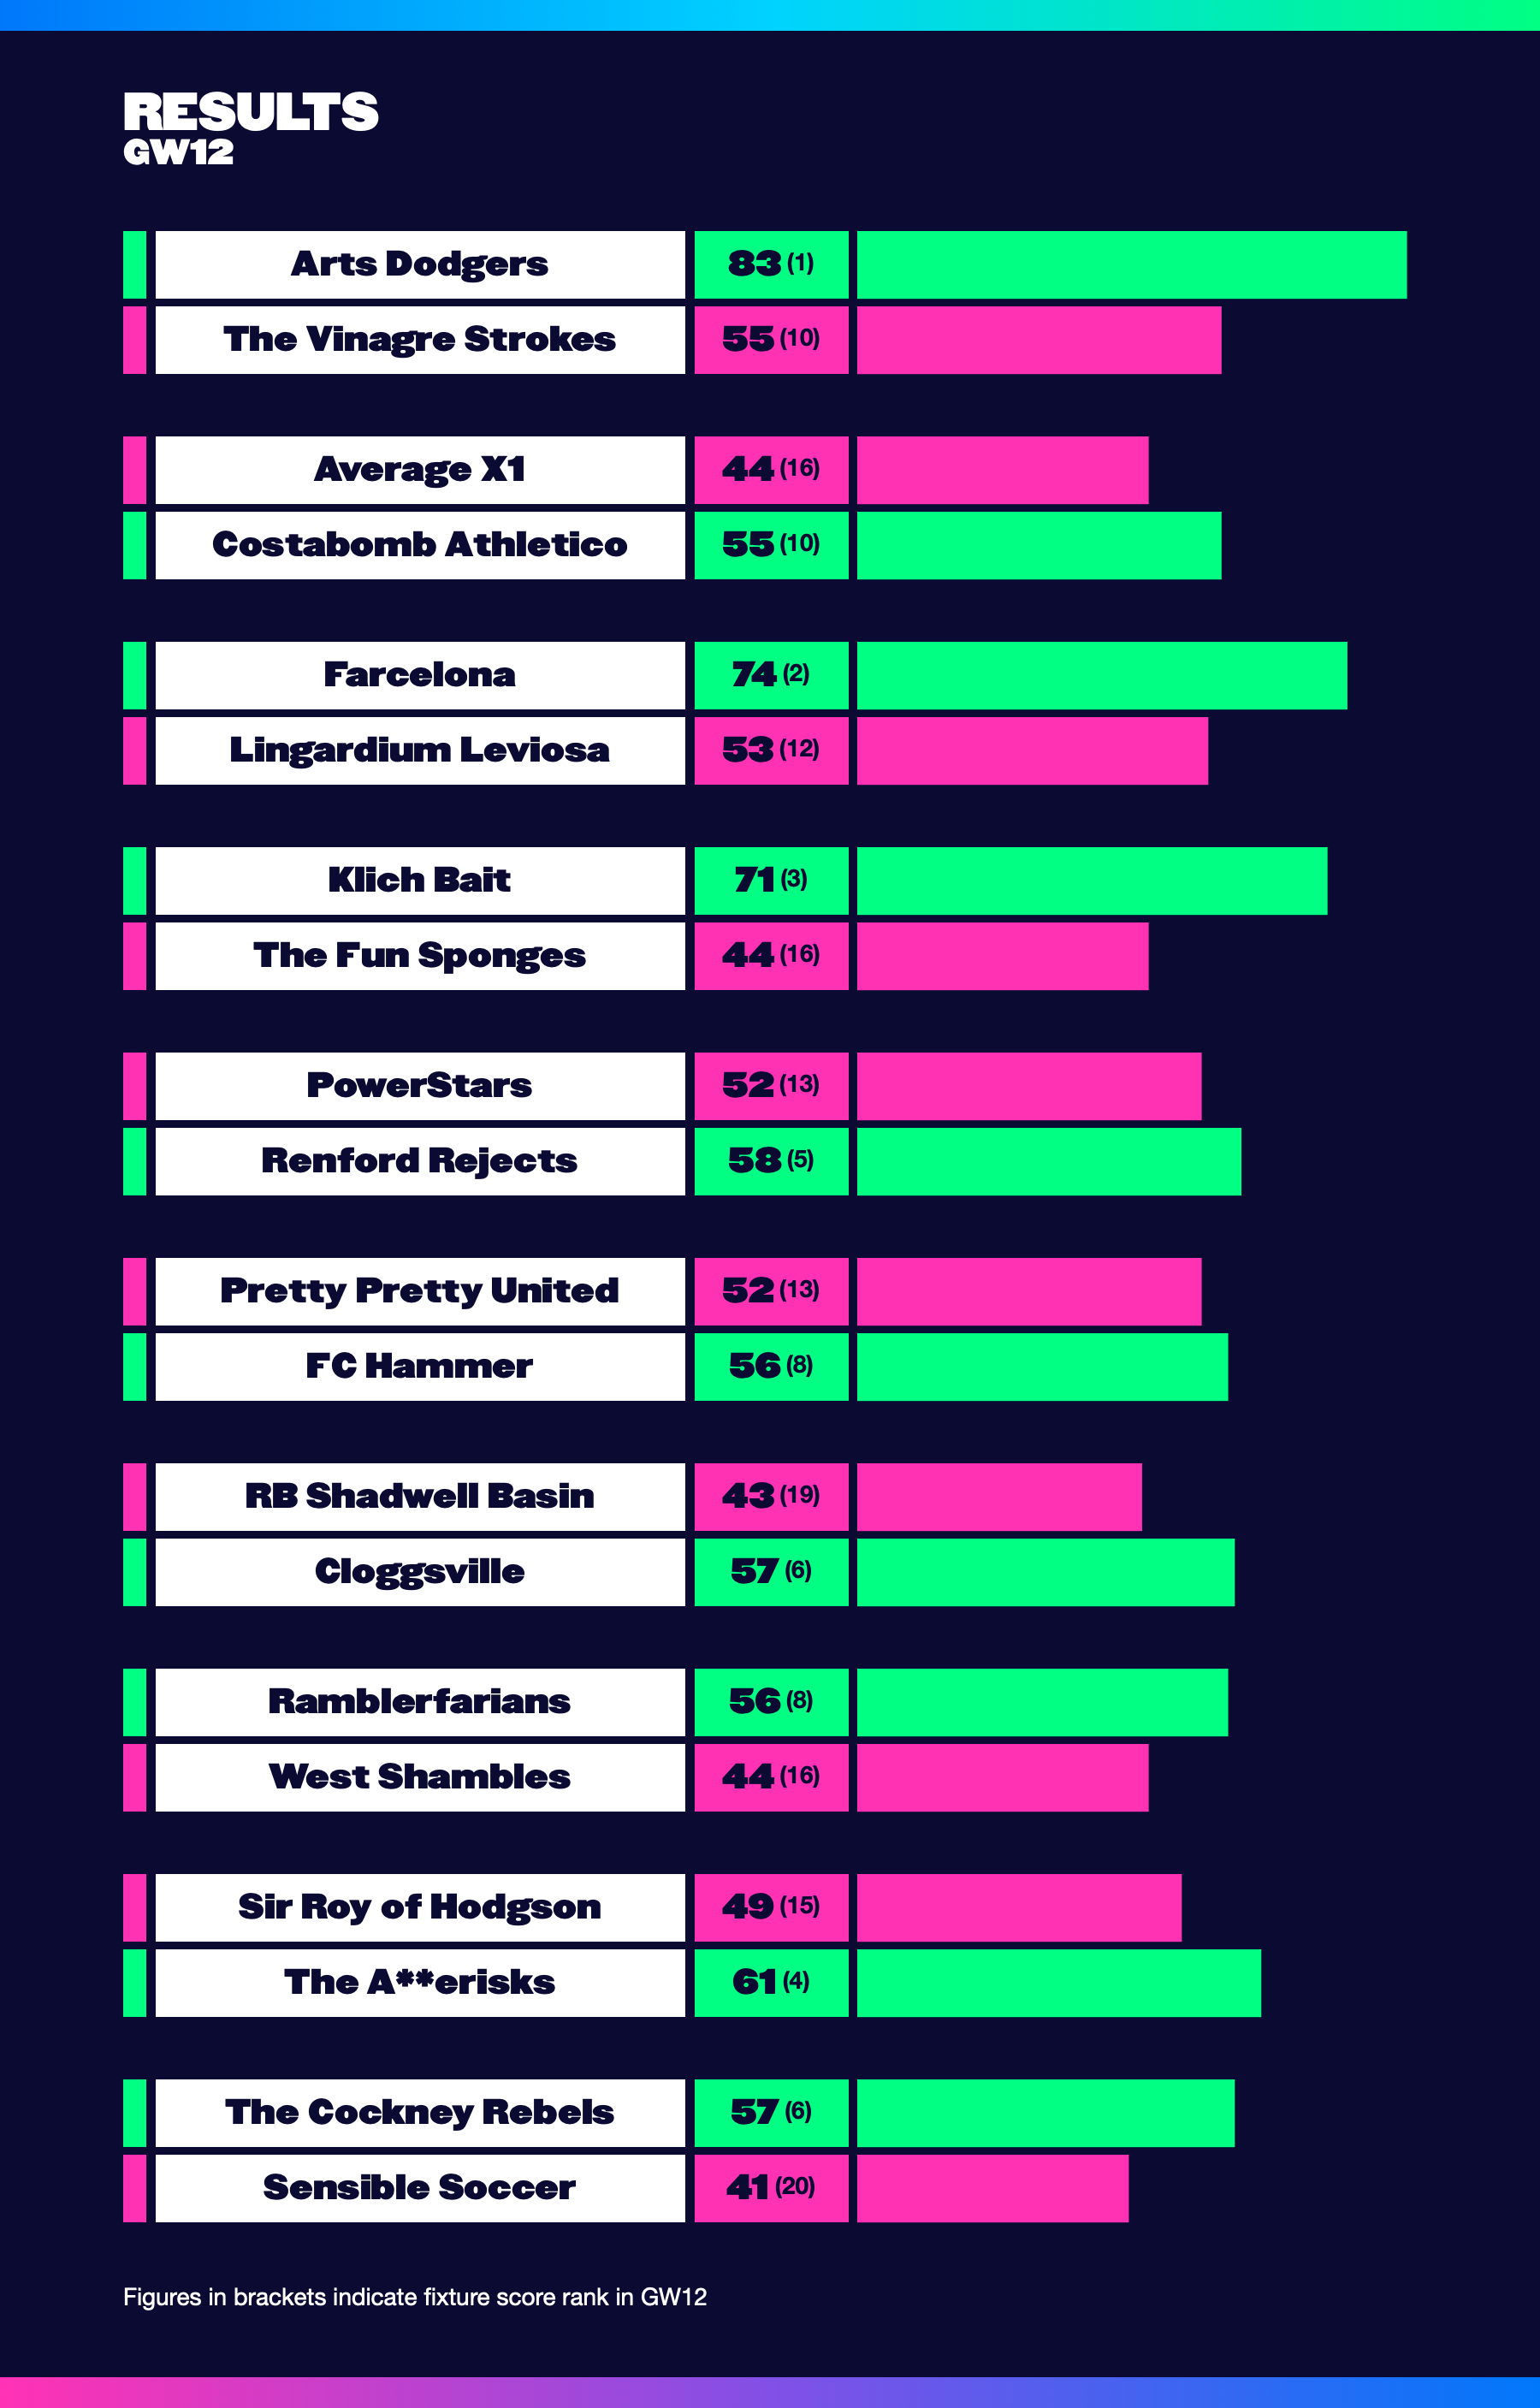 RESULTS
GW12
Arts Dodgers 83 (1)
The Vinagre Strokes 55 (10)
Average X1 44 (16)
Costabomb Athletico 55 (10)
Farcelona 74 (2)
Lingardium Leviosa 53 (12)
Klich Bait 71 (3)
The Fun Sponges 44 (16)
PowerStars 52 (13)
Renford Rejects 58 (5)
Pretty Pretty United 52 (13)
FC Hammer 56 (8)
RB Shadwell Basin 43 (19)
Cloggsville 57 (6)
Ramblerfarians 56 (8)
West Shambles 44 (16)
Sir Roy of Hodgson 49 (15)
The A**erisks 61 (4)
The Cockney Rebels 57 (6)
Sensible Soccer 41 (20)
Figures in brackets indicate fixture score rank in GW12